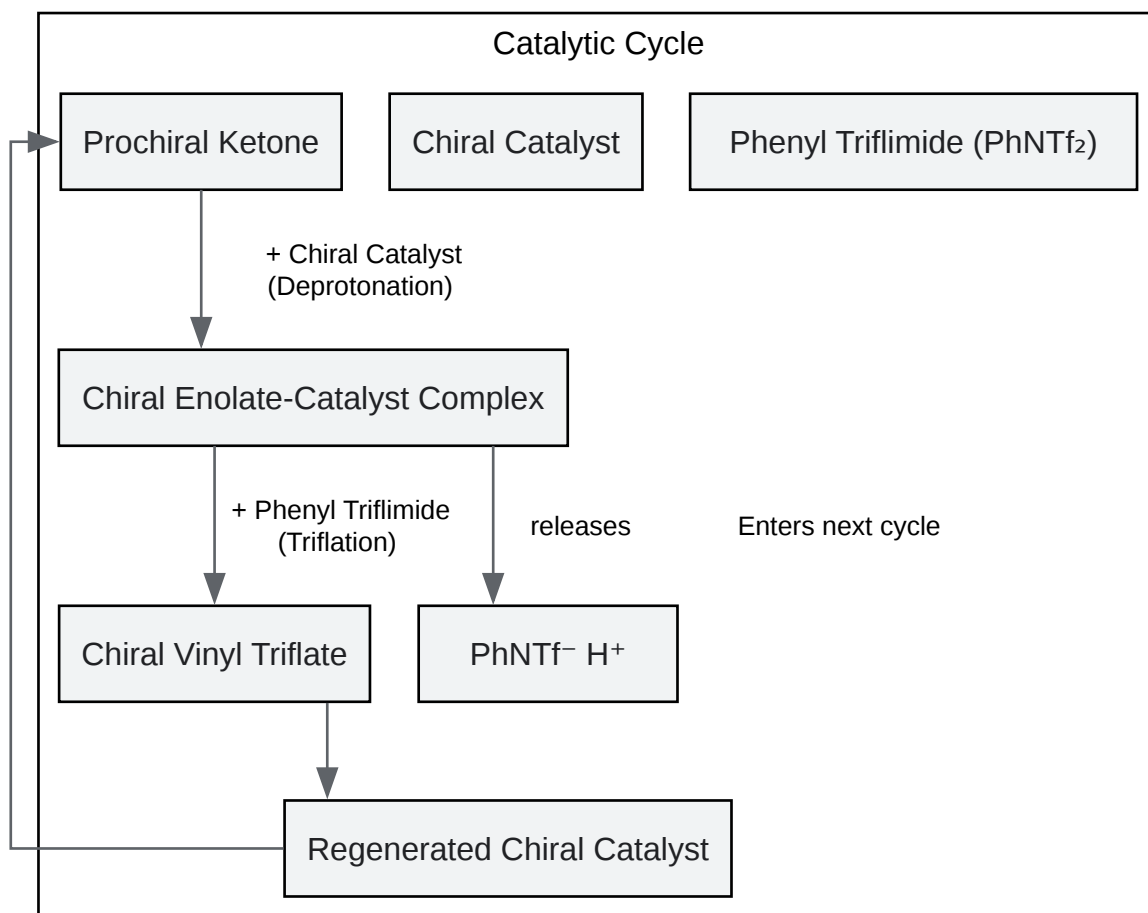 Catalytic Cycle
Prochiral Ketone
Chiral Catalyst
Phenyl Triflimide (PhNTf₂)
+ Chiral Catalyst
(Deprotonation)
Chiral Enolate-Catalyst Complex
+ Phenyl Triflimide
(Triflation)
releases
Enters next cycle
Chiral Vinyl Triflate
PhNTf⁻ H⁺
Regenerated Chiral Catalyst